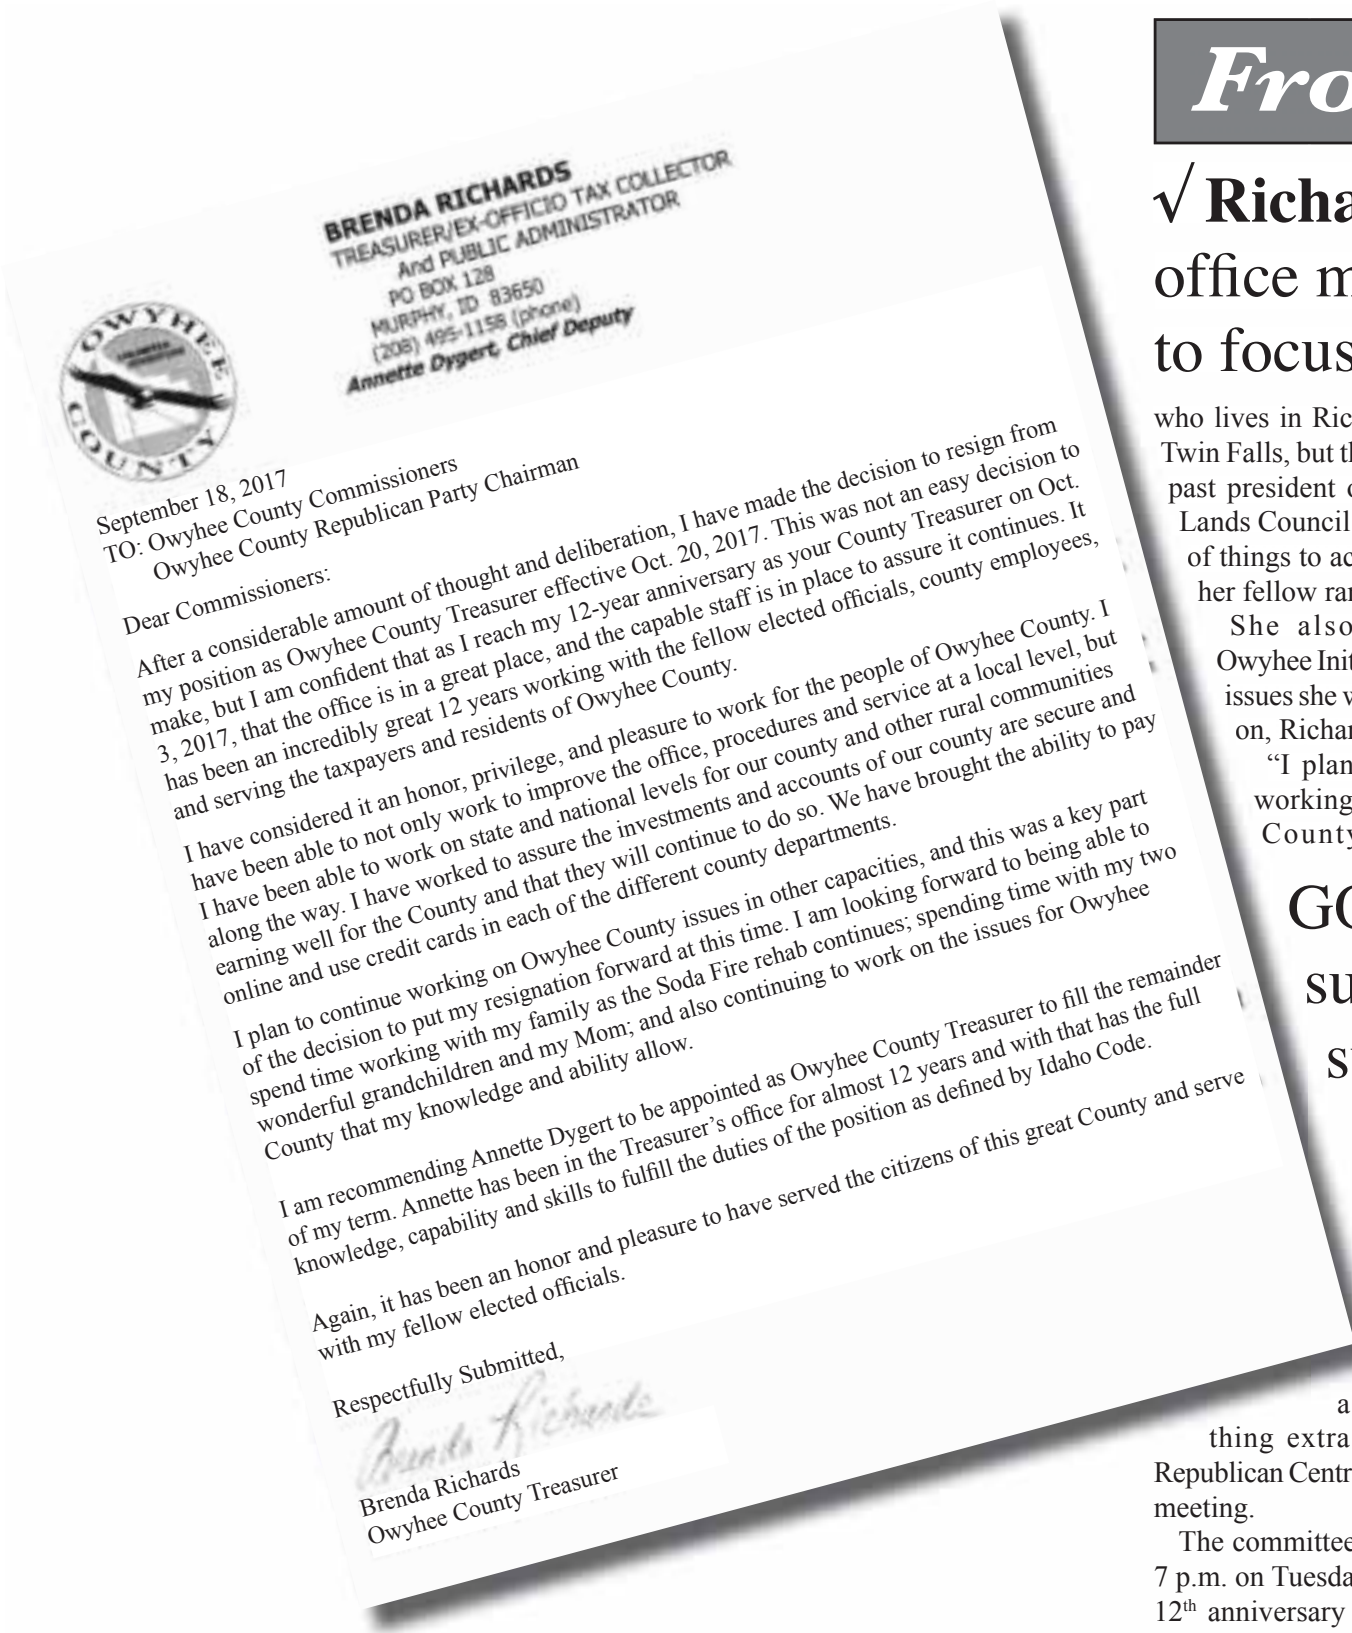 BRENDA RICHARDS
TREASURER/EX-OFFICIO TAX COLLECTOR
And PUBLIC ADMINISTRATOR
PO BOX 128
MURPHY, ID 83650
(208) 495-1158 (phone)
Annette Dygert, Chief Deputy
OWYHEE
COUNTY
September 18, 2017
TO: Owyhee County Commissioners
Owyhee County Republican Party Chairman
Dear Commissioners:
After a considerable amount of thought and deliberation, I have made the decision to resign from
my position as Owyhee County Treasurer effective Oct. 20, 2017. This was not an easy decision to
make, but I am confident that as I reach my 12-year anniversary as your County Treasurer on Oct.
3, 2017, that the office is in a great place, and the capable staff is in place to assure it continues. It
has been an incredibly great 12 years working with the fellow elected officials, county employees,
and serving the taxpayers and residents of Owyhee County.
I have considered it an honor, privilege, and pleasure to work for the people of Owyhee County. I
have been able to not only work to improve the office, procedures and service at a local level, but
I have been able to work on state and national levels for our county and other rural communities
along the way. I have worked to assure the investments and accounts of our county are secure and
earning well for the County and that they will continue to do so. We have brought the ability to pay
online and use credit cards in each of the different county departments.
I plan to continue working on Owyhee County issues in other capacities, and this was a key part
of the decision to put my resignation forward at this time. I am looking forward to being able to
spend time working with my family as the Soda Fire rehab continues; spending time with my two
wonderful grandchildren and my Mom; and also continuing to work on the issues for Owyhee
County that my knowledge and ability allow.
I am recommending Annette Dygert to be appointed as Owyhee County Treasurer to fill the remainder
of my term. Annette has been in the Treasurer's office for almost 12 years and with that has the full
knowledge, capability and skills to fulfill the duties of the position as defined by Idaho Code.
Again, it has been an honor and pleasure to have served the citizens of this great County and serve
with my fellow elected officials.
Respectfully Submitted,
Brenda Richards
Brenda Richards
Owyhee County Treasurer
Fro
√ Richa
office m
to focus
who lives in Ric
Twin Falls, but th
past president o
Lands Council
of things to ac
her fellow ran
She also
Owyhee Init
issues she w
on, Richar
“I plan
working
County
GO
su
s
a
thing extra
Republican Centr
meeting.
The committee
7 p.m. on Tuesda
12th anniversary